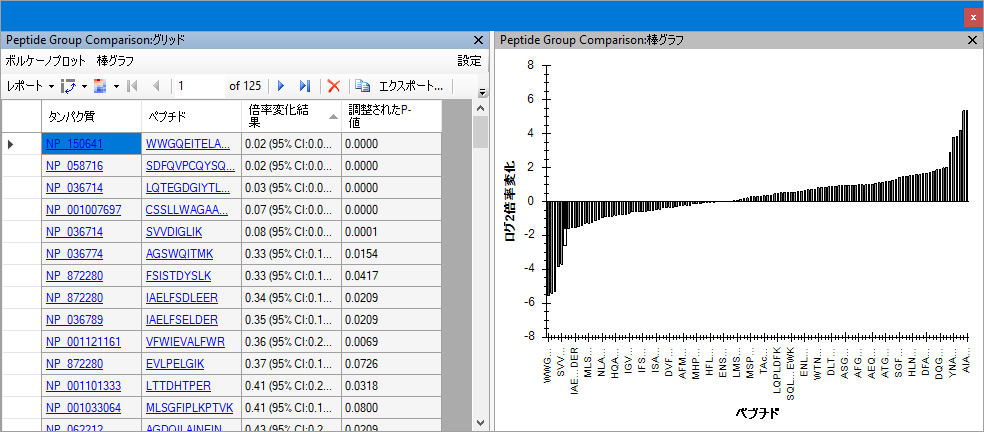 Peptide Group Comparison:グリッド
ボルケーノプロット 棒グラフ 設定
レポート 1 of 125 エクスポート...
タンパク質 ペプチド 倍率変化結果 調整されたP-値
NP_150641 WWGQEITELA... 0.02 (95% CI:0.0... 0.0000
NP_058716 SDFQVPCQYSQ... 0.02 (95% CI:0.0... 0.0000
NP_036714 LQTEGDGIYTL... 0.03 (95% CI:0.0... 0.0000
NP_001007697 CSSLLWAGAA... 0.07 (95% CI:0.0... 0.0000
NP_036714 SVVDIGLIK 0.08 (95% CI:0.0... 0.0001
NP_036774 AGSWQITMK 0.33 (95% CI:0.1... 0.0154
NP_872280 FSISTDYSLK 0.33 (95% CI:0.1... 0.0417
NP_872280 IAELFSDLEER 0.34 (95% CI:0.1... 0.0209
NP_036789 IAELFSELDER 0.35 (95% CI:0.1... 0.0209
NP_001121161 VFWIEVALFWR 0.36 (95% CI:0.2... 0.0069
NP_872280 EVLPELGIK 0.37 (95% CI:0.1... 0.0726
NP_001101333 LTTDHTPER 0.41 (95% CI:0.2... 0.0318
NP_001033064 MLSGFIPLKPTVK 0.41 (95% CI:0.1... 0.0800
NP_062212 AGDQILAINEIN 0.43 (95% CI:0.2... 0.0209
Peptide Group Comparison:棒グラフ
ログ2倍率変化
8
6
4
2
0
-2
-4
-6
-8
WWG...
SVV...
IAE...DER
MLS...
NLA...
HQA...
IGV...
IFS...
ISA...
DVF...
AFM...
MHP...
HFL...
ENS...
LMS...
MSP...
TAc...
LQPLDFK
SQL...EWK
ENL...
WTN...
DLT...
ASG...
AFG...
AEQ...
ATG...
SGF...
HLN...
DFA...
DQG...
YNA...
AIA...
ペプチド